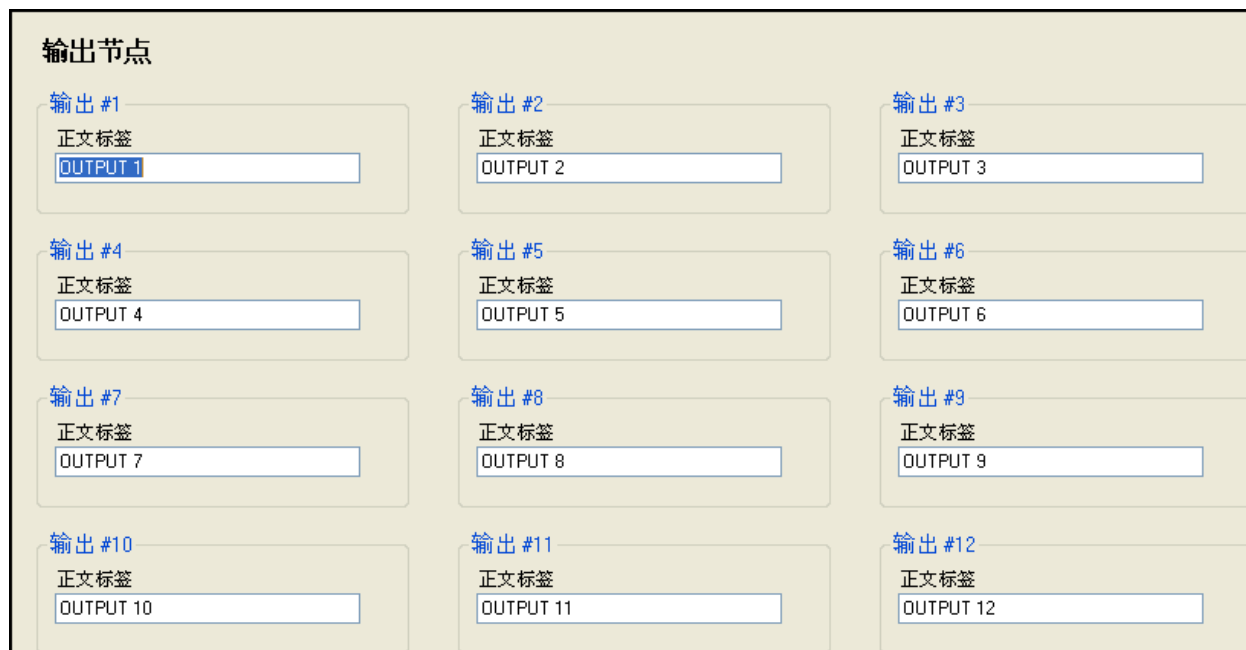 输出节点
输出 #1
正文标签
OUTPUT 1
输出 #2
正文标签
OUTPUT 2
输出 #3
正文标签
OUTPUT 3
输出 #4
正文标签
OUTPUT 4
输出 #5
正文标签
OUTPUT 5
输出 #6
正文标签
OUTPUT 6
输出 #7
正文标签
OUTPUT 7
输出 #8
正文标签
OUTPUT 8
输出 #9
正文标签
OUTPUT 9
输出 #10
正文标签
OUTPUT 10
输出 #11
正文标签
OUTPUT 11
输出 #12
正文标签
OUTPUT 12